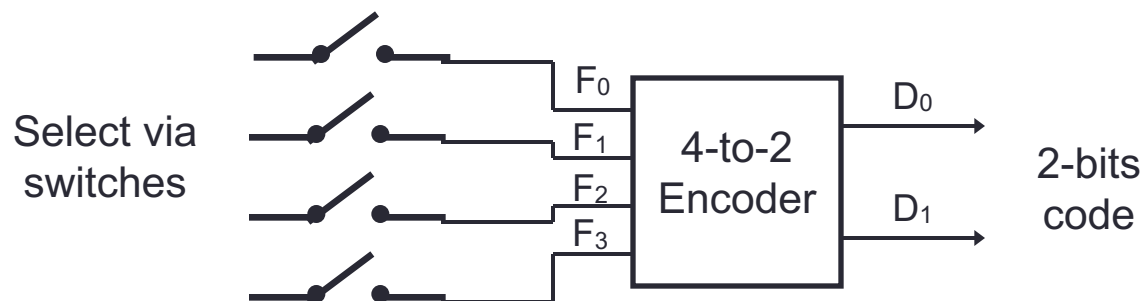 Select via
switches
F0
F1
F2
F3
4-to-2
Encoder
D0
D1
2-bits
code